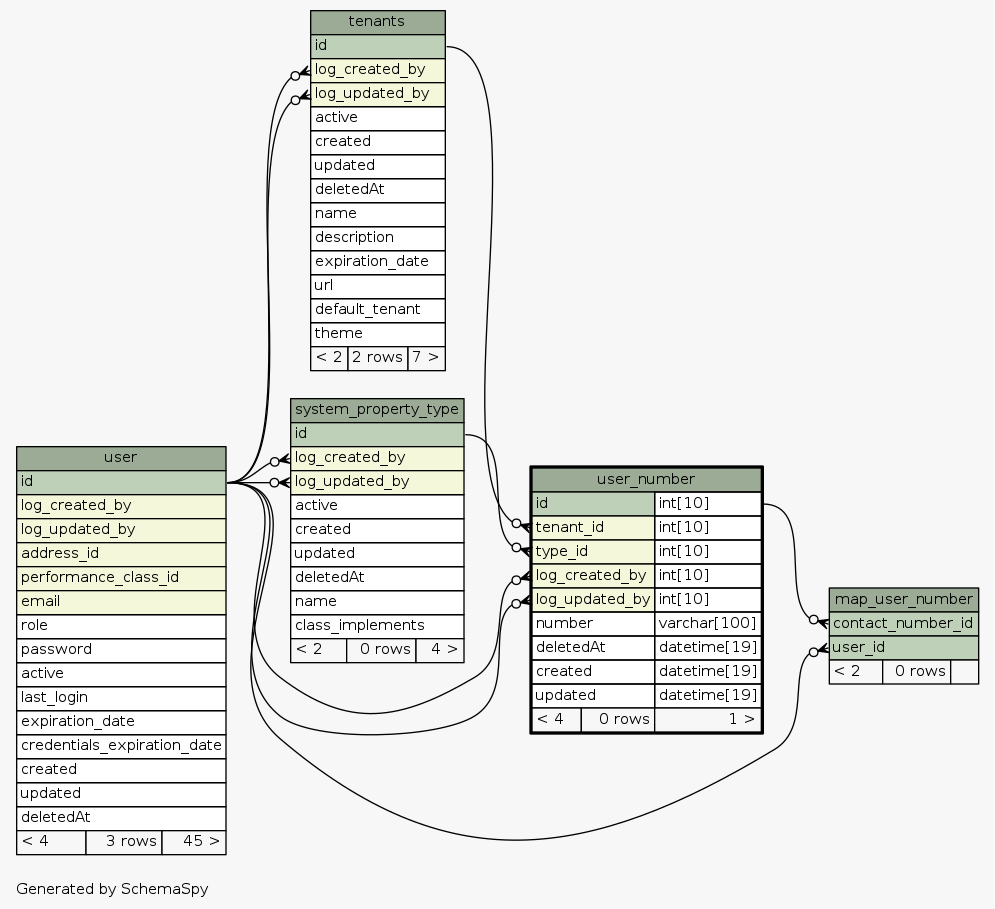 tenants
id
log_created_by
log_updated_by
active
created
updated
deletedAt
name
description
expiration_date
url
default_tenant
theme
< 2 2 rows 7 >
system_property_type
id
log_created_by
log_updated_by
active
created
updated
deletedAt
name
class_implements
< 2 0 rows 4 >
user
id
log_created_by
log_updated_by
address_id
performance_class_id
email
role
password
active
last_login
expiration_date
credentials_expiration_date
created
updated
deletedAt
< 4 3 rows 45 >
user_number
id int[10]
tenant_id int[10]
type_id int[10]
log_created_by int[10]
log_updated_by int[10]
number varchar[100]
deletedAt datetime[19]
created datetime[19]
updated datetime[19]
< 4 0 rows 1 >
map_user_number
contact_number_id
user_id
< 2 0 rows
Generated by SchemaSpy